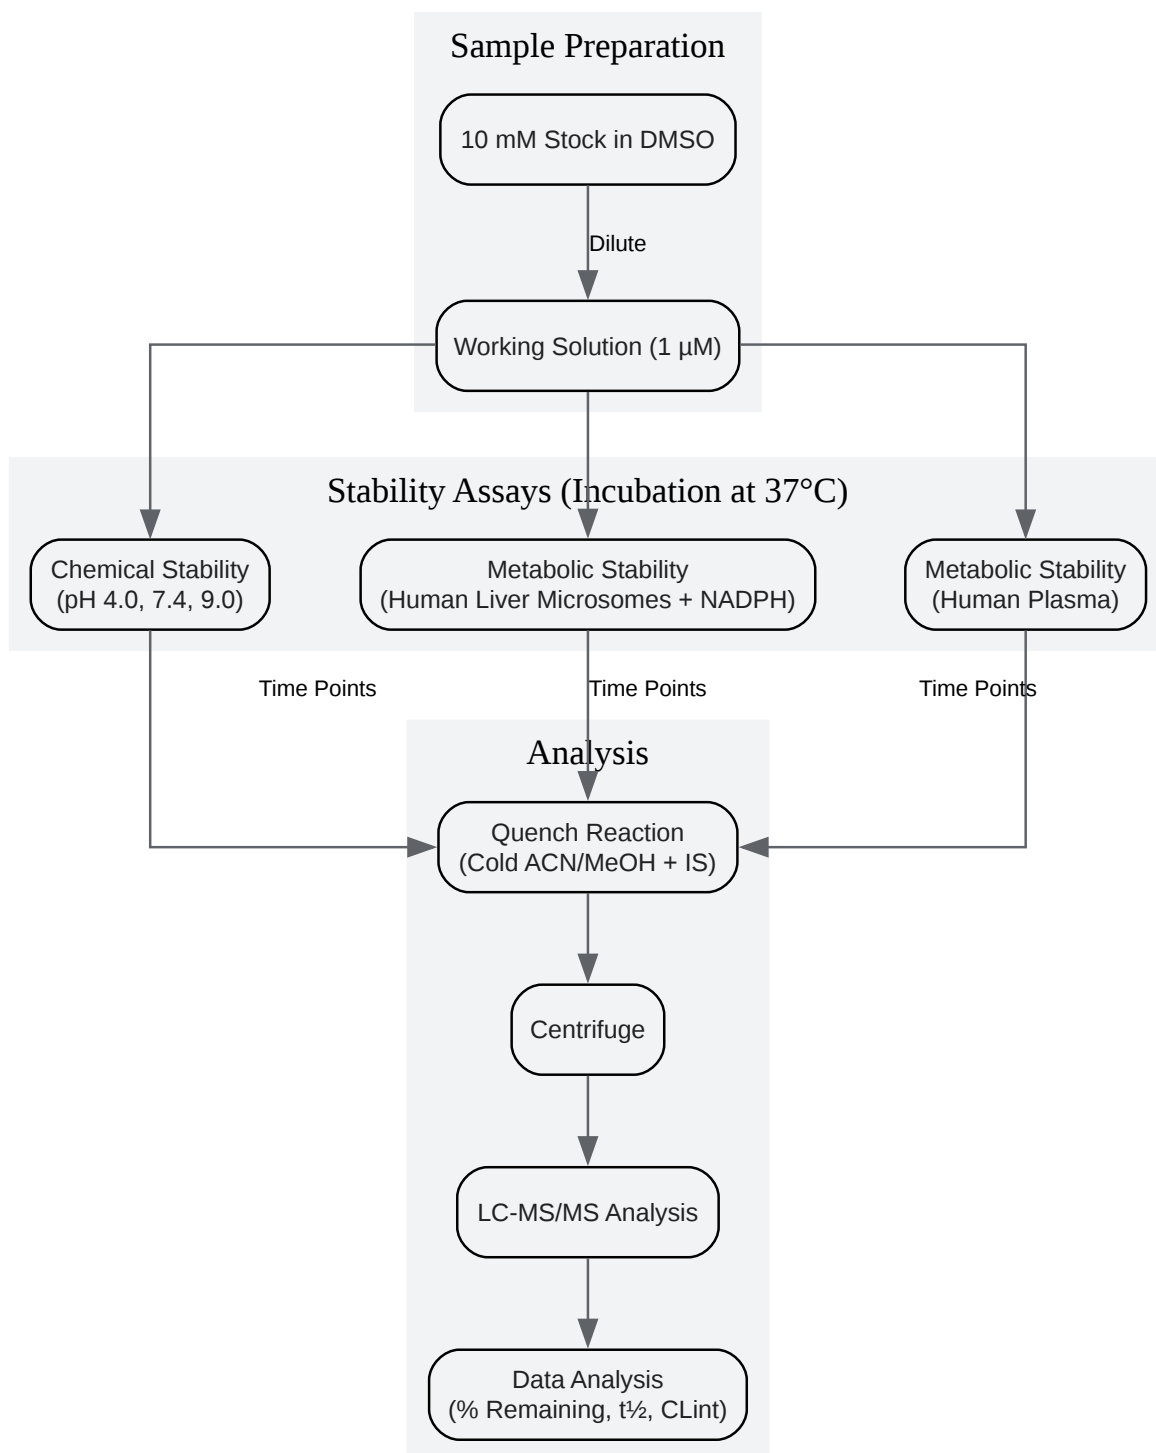 Sample Preparation
10 mM Stock in DMSO
Dilute
Working Solution (1 µM)
Stability Assays (Incubation at 37°C)
Chemical Stability
(pH 4.0, 7.4, 9.0)
Metabolic Stability
(Human Liver Microsomes + NADPH)
Metabolic Stability
(Human Plasma)
Time Points
Time Points
Time Points
Analysis
Quench Reaction
(Cold ACN/MeOH + IS)
Centrifuge
LC-MS/MS Analysis
Data Analysis
(% Remaining, t½, CLint)